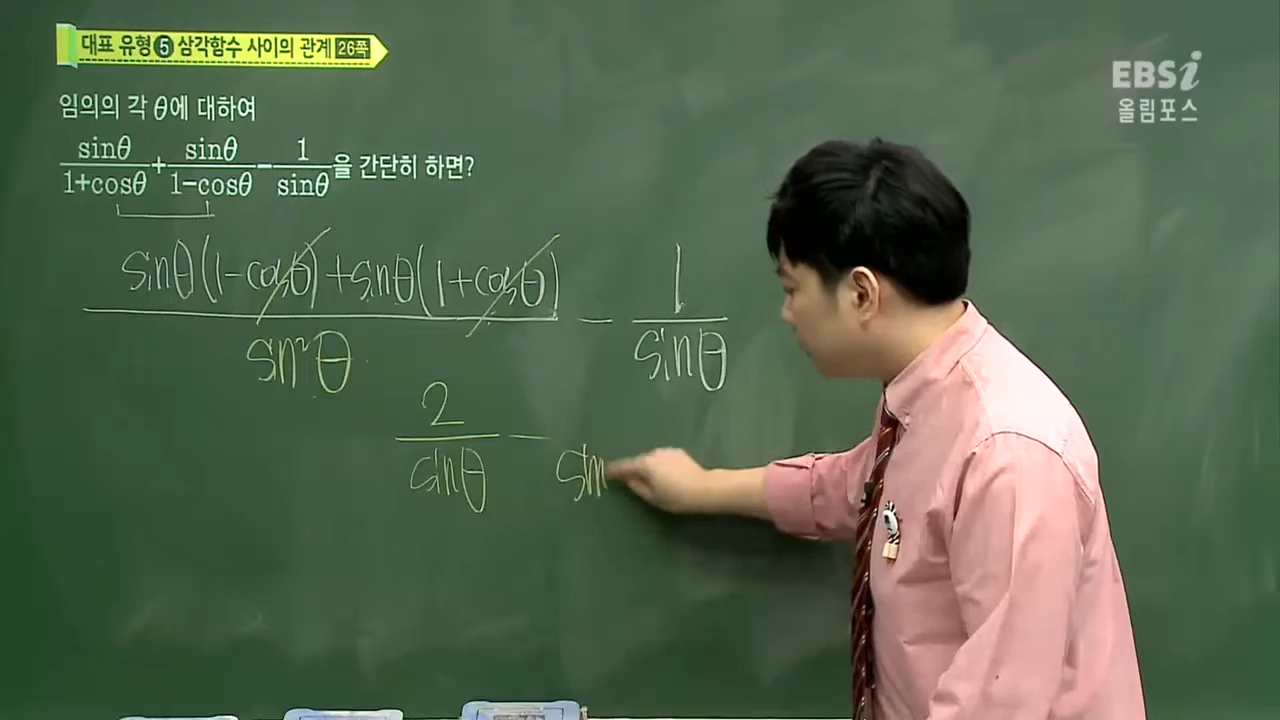 대표 유형 5 삼각함수 사이의 관계 26쪽
EBSi
올림포스
임의의 각 θ에 대하여
sinθ/1+cosθ + sinθ/1-cosθ - 1/sinθ 을 간단히 하면?
sinθ(1-cosθ)+sinθ(1+cosθ)/sin²θ - 1/sinθ
2/sinθ - sin